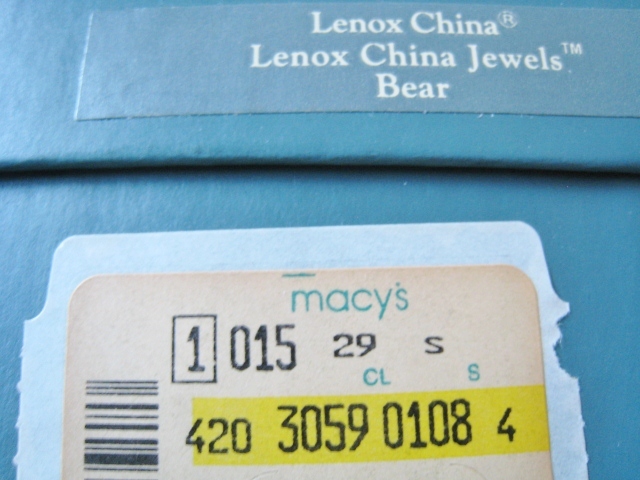 Lenox China®
Lenox China Jewels™
Bear
macy's
1 015 29 S
CL S
420 3059 0108 4